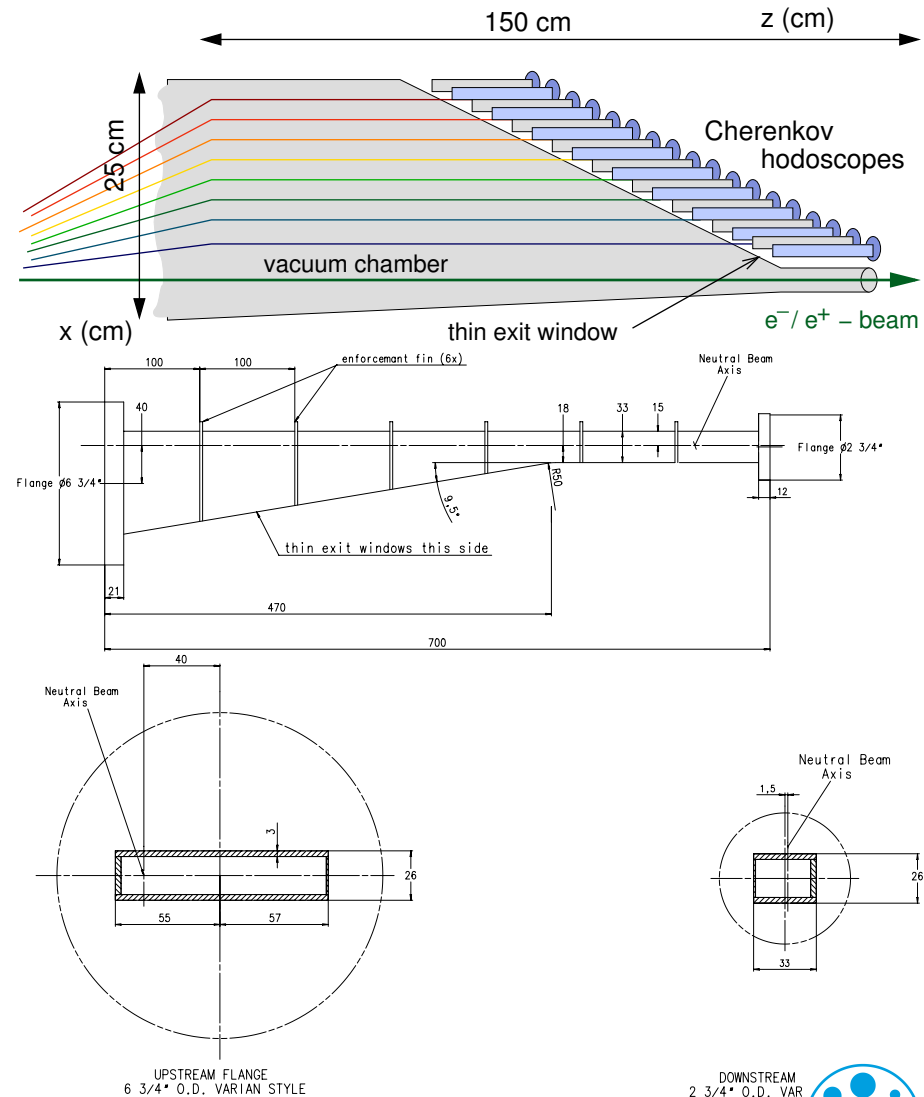 150 cm
z (cm)
25 cm
Cherenkov
hodoscopes
vacuum chamber
x (cm)
thin exit window
e−/ e+ − beam
100
100
enforcemant fin (6x)
Neutral Beam
Axis
40
18
33
15
Flange Ø6 3/4"
Flange Ø2 3/4"
R50
9,5°
12
thin exit windows this side
21
470
700
40
Neutral Beam
Axis
3
26
55
57
Neutral Beam
Axis
1,5
26
33
UPSTREAM FLANGE
6 3/4" O.D. VARIAN STYLE
DOWNSTREAM
2 3/4" O.D. VAR